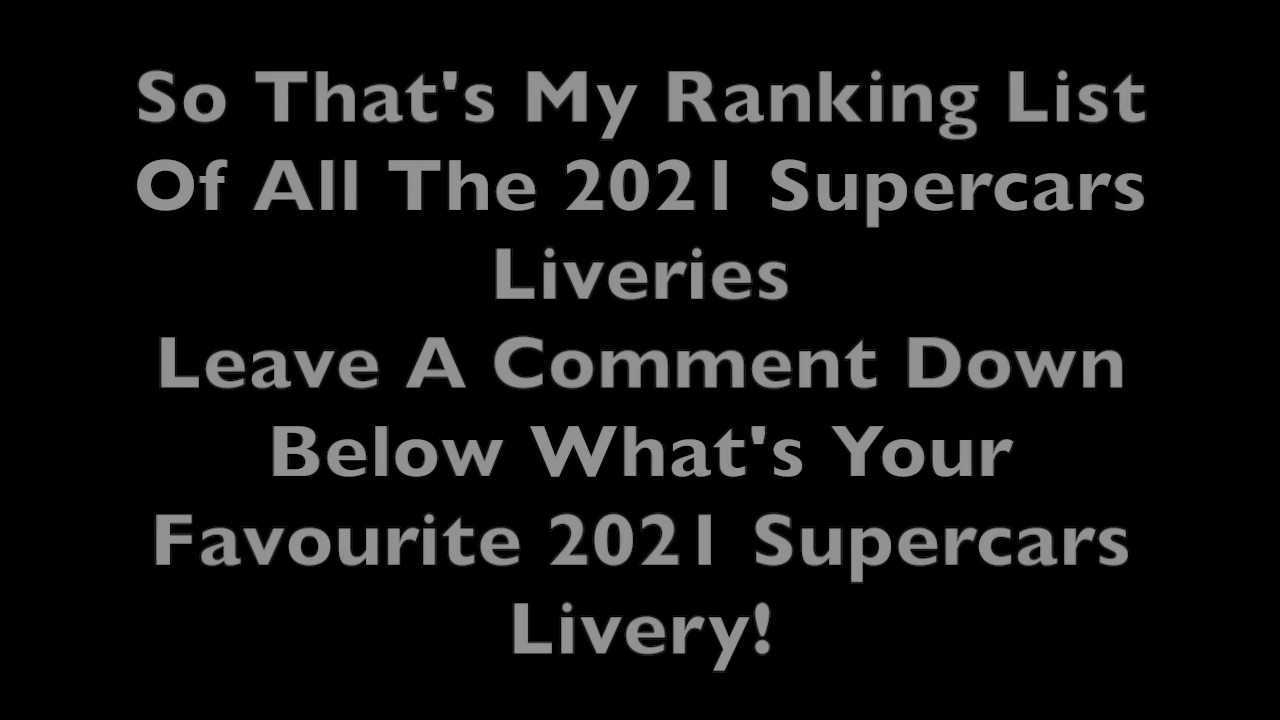 So That's My Ranking List
Of All The 2021 Supercars
Liveries
Leave A Comment Down
Below What's Your
Favourite 2021 Supercars
Livery!